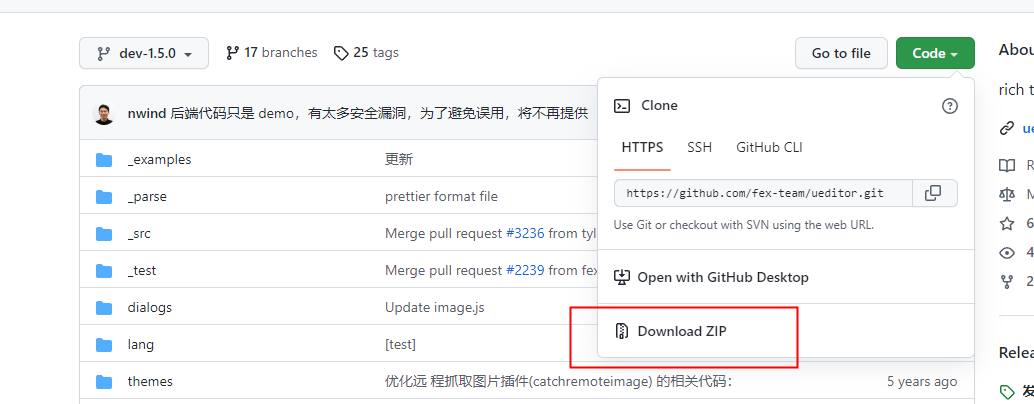 dev-1.5.0
17 branches
25 tags
Go to file
Code
nwind 后端代码只是 demo，有太多安全漏洞，为了避免误用，将不再提供
_examples
更新
_parse
prettier format file
_src
Merge pull request #3236 from tyl
_test
Merge pull request #2239 from fex
dialogs
Update image.js
lang
[test]
themes
优化远 程抓取图片插件(catchremoteimage) 的相关代码：
5 years ago
Clone
HTTPS
SSH
GitHub CLI
https://github.com/fex-team/ueditor.git
Use Git or checkout with SVN using the web URL.
Open with GitHub Desktop
Download ZIP
Abou
rich t
ue
R
M
6
4
2
Relea
发